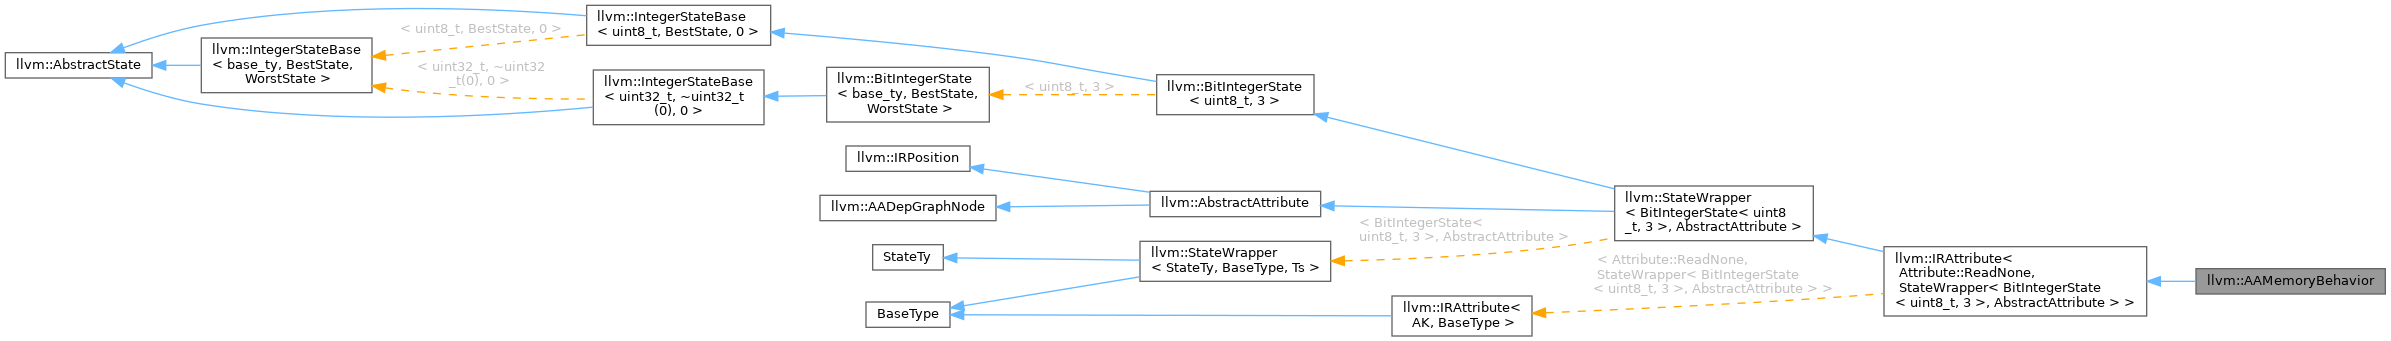 llvm::AbstractState
llvm::IntegerStateBase
< base_ty, BestState,
WorstState >
< uint8_t, BestState, 0 >
< uint32_t, ~uint32
_t(0), 0 >
llvm::IntegerStateBase
< uint8_t, BestState, 0 >
llvm::IntegerStateBase
< uint32_t, ~uint32_t
(0), 0 >
llvm::BitIntegerState
< base_ty, BestState,
WorstState >
< uint8_t, 3 >
llvm::BitIntegerState
< uint8_t, 3 >
llvm::IRPosition
llvm::AADepGraphNode
llvm::AbstractAttribute
StateTy
BaseType
llvm::StateWrapper
< StateTy, BaseType, Ts >
< BitIntegerState<
uint8_t, 3 >, AbstractAttribute >
llvm::StateWrapper
< BitIntegerState< uint8
_t, 3 >, AbstractAttribute >
llvm::IRAttribute<
AK, BaseType >
< Attribute::ReadNone,
StateWrapper< BitIntegerState
< uint8_t, 3 >, AbstractAttribute > >
llvm::IRAttribute<
Attribute::ReadNone,
StateWrapper< BitIntegerState
< uint8_t, 3 >, AbstractAttribute > >
llvm::AAMemoryBehavior